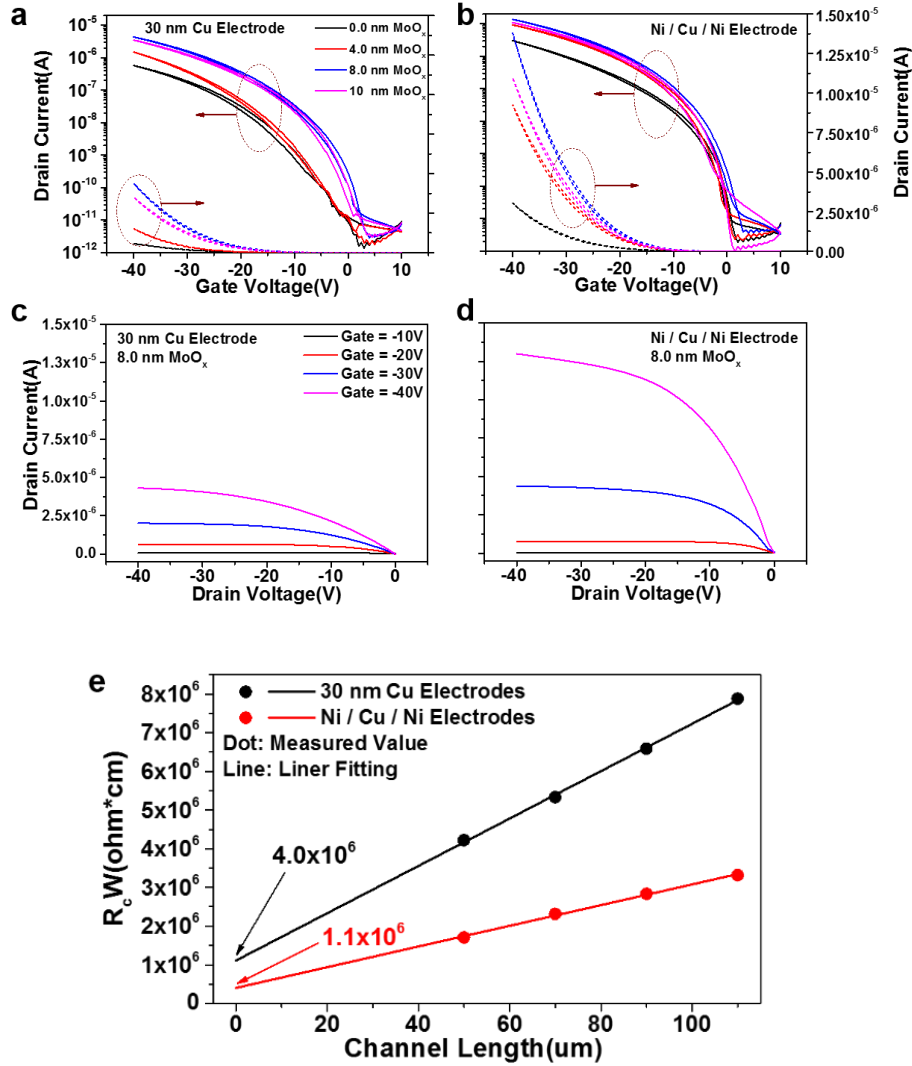 a
30 nm Cu Electrode
0.0 nm MoOₓ
4.0 nm MoOₓ
8.0 nm MoOₓ
10 nm MoOₓ
Drain Current(A)
10⁻⁵
10⁻⁶
10⁻⁷
10⁻⁸
10⁻⁹
10⁻¹⁰
10⁻¹¹
10⁻¹²
-40 -30 -20 -10 0 10
Gate Voltage(V)
b
Ni / Cu / Ni Electrode
1.50x10⁻⁵
1.25x10⁻⁵
1.00x10⁻⁵
7.50x10⁻⁶
5.00x10⁻⁶
2.50x10⁻⁶
0.00
Drain Current(A)
-40 -30 -20 -10 0 10
Gate Voltage(V)
c
30 nm Cu Electrode
8.0 nm MoOₓ
Gate = -10V
Gate = -20V
Gate = -30V
Gate = -40V
Drain Current(A)
1.5x10⁻⁵
1.3x10⁻⁵
1.0x10⁻⁵
7.5x10⁻⁶
5.0x10⁻⁶
2.5x10⁻⁶
0.0
-40 -30 -20 -10 0
Drain Voltage(V)
d
Ni / Cu / Ni Electrode
8.0 nm MoOₓ
-40 -30 -20 -10 0
Drain Voltage(V)
e
30 nm Cu Electrodes
Ni / Cu / Ni Electrodes
Dot: Measured Value
Line: Liner Fitting
4.0x10⁶
1.1x10⁶
R_cW(ohm*cm)
8x10⁶
7x10⁶
6x10⁶
5x10⁶
4x10⁶
3x10⁶
2x10⁶
1x10⁶
0
0 20 40 60 80 100
Channel Length(um)